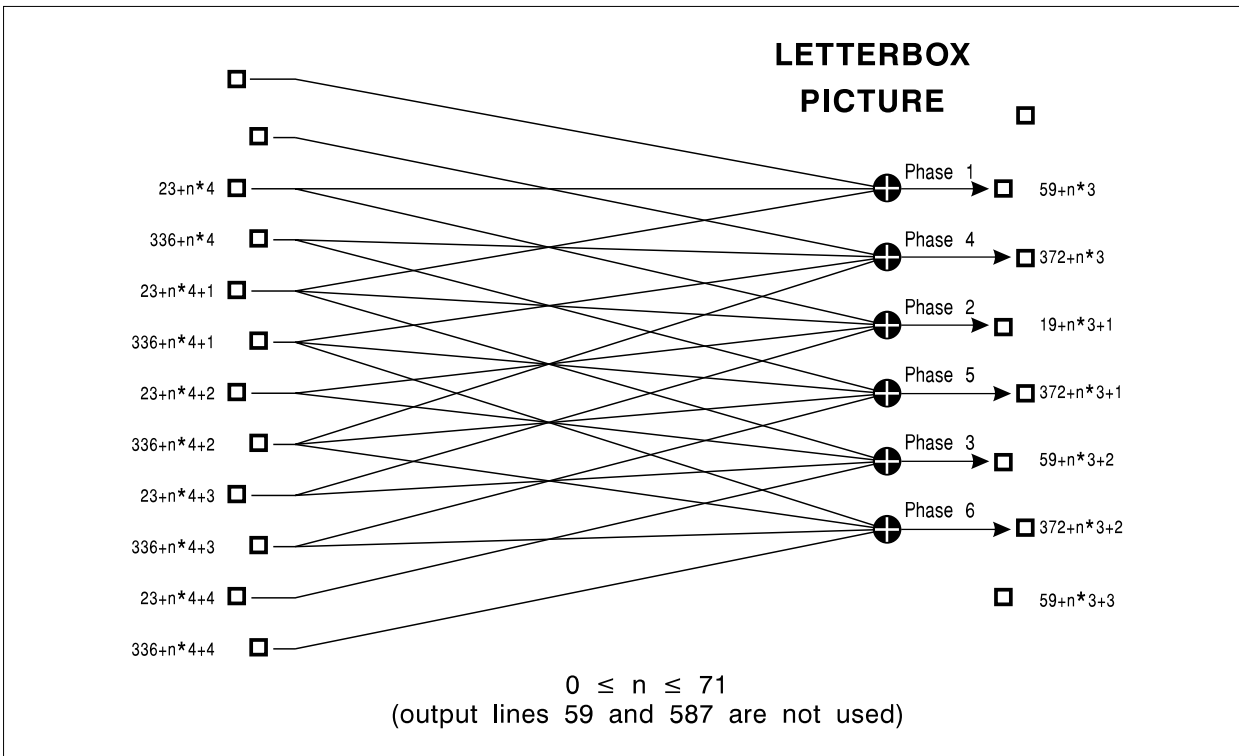 LETTERBOX
PICTURE
23+n*4
336+n*4
23+n*4+1
336+n*4+1
23+n*4+2
336+n*4+2
23+n*4+3
336+n*4+3
23+n*4+4
336+n*4+4
Phase 1
Phase 4
Phase 2
Phase 5
Phase 3
Phase 6
59+n*3
372+n*3
19+n*3+1
372+n*3+1
59+n*3+2
372+n*3+2
59+n*3+3
0 ≤ n ≤ 71
(output lines 59 and 587 are not used)